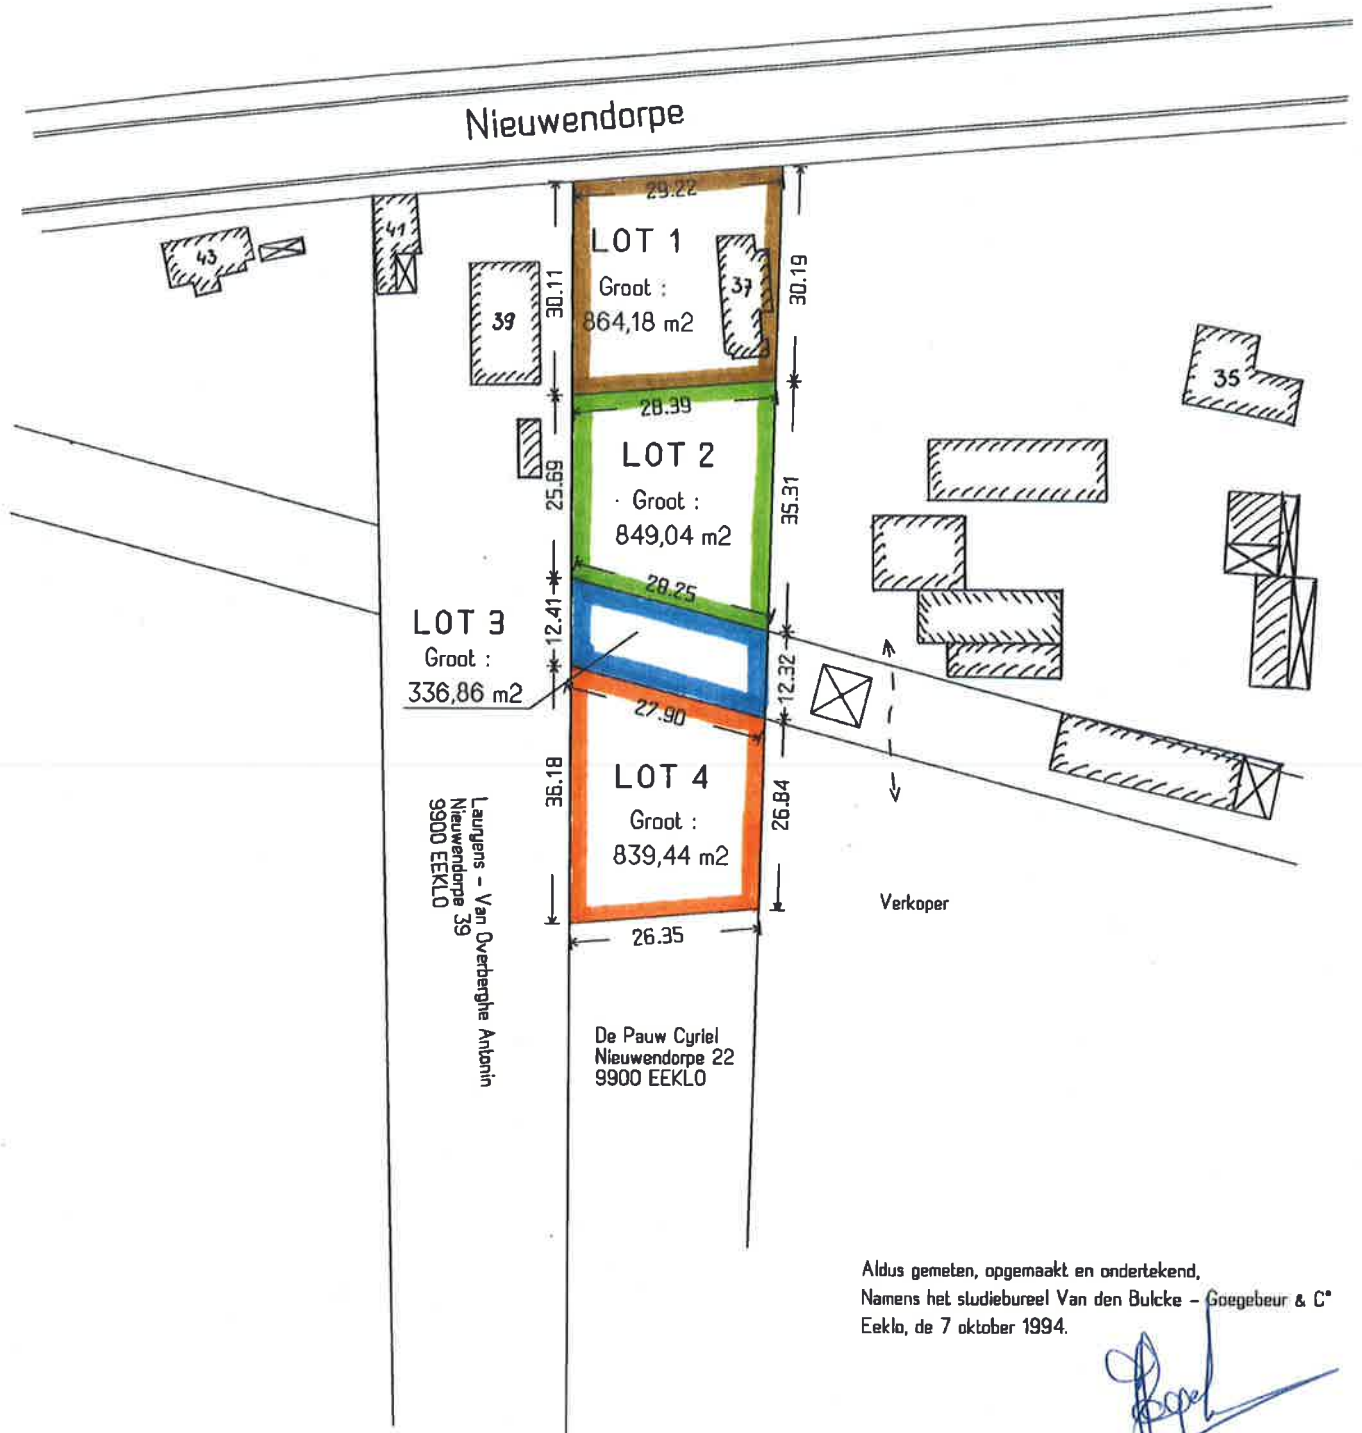 Nieuwendorpe
29.22
LOT 1
Groot :
864,18 m2
30.11
30.19
43
41
39
37
35
28.39
LOT 2
Groot :
849,04 m2
25.69
35.31
28.25
LOT 3
Groot :
336,86 m2
12.41
12.32
27.90
LOT 4
Groot :
839,44 m2
36.18
26.84
26.35
Laureyens - Van Overberghe Antonin
Nieuwendorpe 39
9900 EEKLO
Verkoper
De Pauw Cyriel
Nieuwendorpe 22
9900 EEKLO
Aldus gemeten, opgemaakt en ondertekend,
Namens het studiebureel Van den Bulcke - Goegebeur & C°
Eeklo, de 7 oktober 1994.